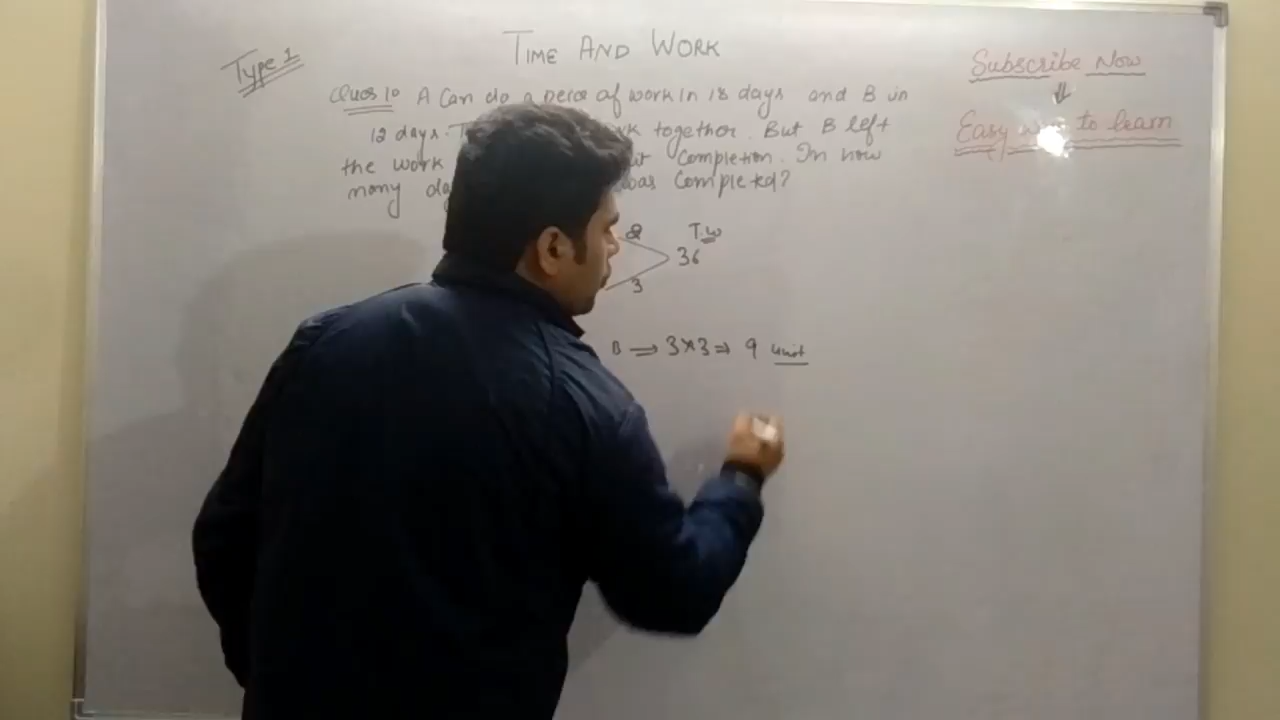 Type 1
TIME AND WORK
Ques 10 A Can do a peice of work in 18 days and B in
12 days. together. But B left
the work Completion. In how
many was Completed?
2
T.W
36
3
B ⟹ 3×3 ⇒ 9 unit
Subscribe Now
⇓
Easy to learn